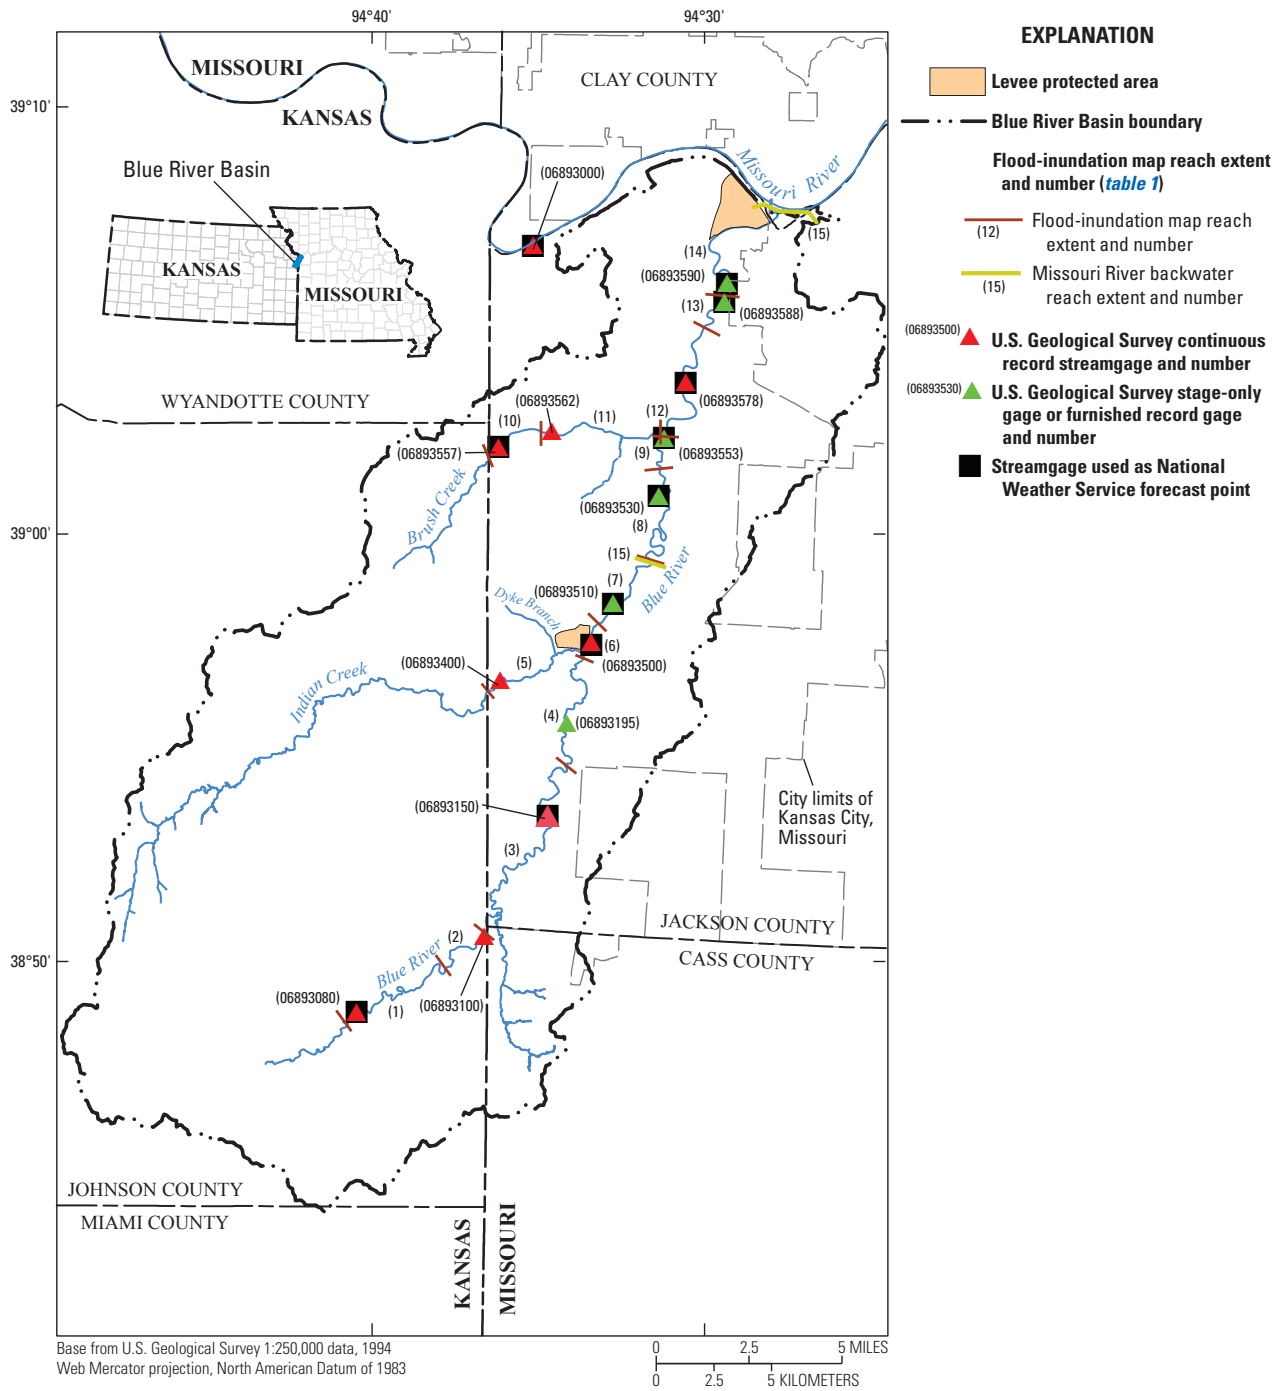 94°40'
94°30'
39°10'
39°00'
38°50'
MISSOURI
KANSAS
CLAY COUNTY
Missouri River
Blue River Basin
KANSAS
MISSOURI
(06893000)
(15)
(14)
(06893590)
(13)
(06893588)
(06893578)
WYANDOTTE COUNTY
(06893562)
(10)
(11)
(12)
(06893557)
(9)
(06893553)
Brush Creek
(06893530)
(8)
(15)
Blue River
(7)
(06893510)
Dyke Branch
(6)
(06893500)
(06893400)
(5)
Indian Creek
(4)
(06893195)
(06893150)
City limits of
Kansas City,
Missouri
(3)
JACKSON COUNTY
CASS COUNTY
(2)
Blue River
(06893080)
(1)
(06893100)
JOHNSON COUNTY
MIAMI COUNTY
KANSAS
MISSOURI
Base from U.S. Geological Survey 1:250,000 data, 1994
Web Mercator projection, North American Datum of 1983
0 2.5 5 MILES
0 2.5 5 KILOMETERS
EXPLANATION
Levee protected area
Blue River Basin boundary
Flood-inundation map reach extent
and number (table 1)
(12) Flood-inundation map reach
extent and number
(15) Missouri River backwater
reach extent and number
(06893500) U.S. Geological Survey continuous
record streamgage and number
(06893530) U.S. Geological Survey stage-only
gage or furnished record gage
and number
Streamgage used as National
Weather Service forecast point